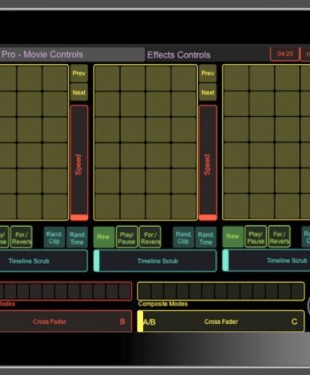 Pro - Movie Controls Effects Controls 04:20
Prev Prev
Next Next
Speed Speed
Play/Pause For./Revers Rand. Clip Rand. Time Rew Play/Pause For./Revers Rand. Clip Rand. Time Rew Play/Pause For./Revers
Timeline Scrub Timeline Scrub Timeline Scrub
Modes Composite Modes
Cross Fader B A/B Cross Fader C